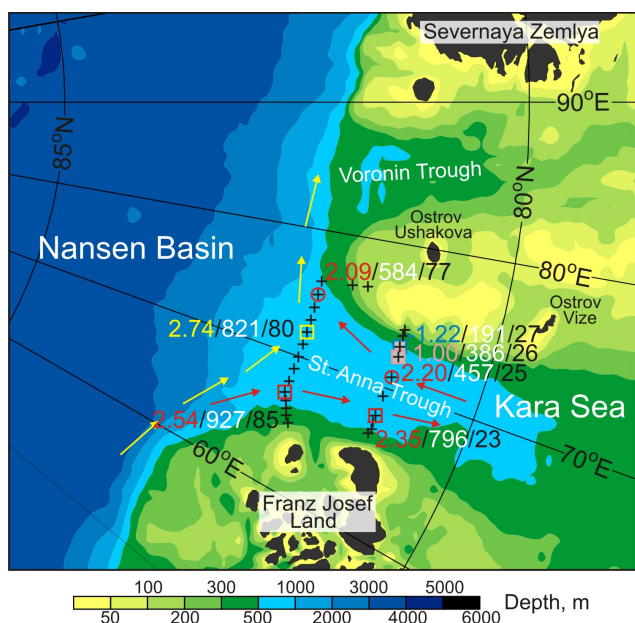 Severnaya Zemlya
90°E
85°N
Voronin Trough
80°N
Ostrov
Ushakova
Nansen Basin
80°E
2.09/584/77
Ostrov
Vize
2.74/821/80
1.22/191/27
1.00/386/26
St. Anna Trough
2.20/457/25
Kara Sea
2.54/927/85
2.36/796/23
60°E
70°E
Franz Josef
Land
100 300 1000 3000 5000
50 200 500 2000 4000 6000
Depth, m